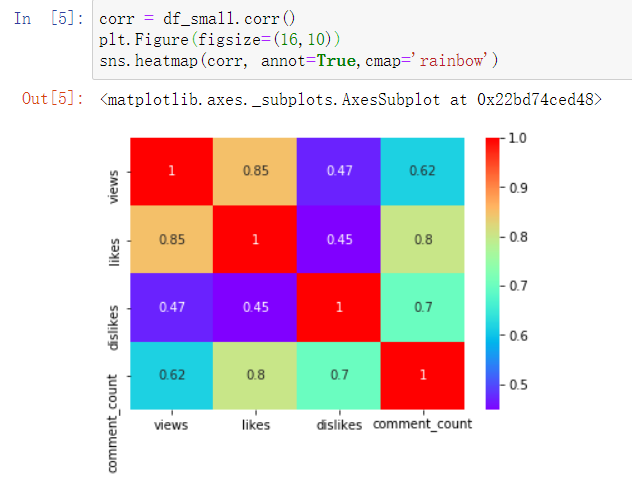 In [5]: corr = df_small.corr()
plt.Figure(figsize=(16,10))
sns.heatmap(corr, annot=True,cmap='rainbow')
Out[5]: <matplotlib.axes._subplots.AxesSubplot at 0x22bd74ced48>
views 1 0.85 0.47 0.62
likes 0.85 1 0.45 0.8
dislikes 0.47 0.45 1 0.7
comment_count 0.62 0.8 0.7 1
views likes dislikes comment_count
1.0
0.9
0.8
0.7
0.6
0.5